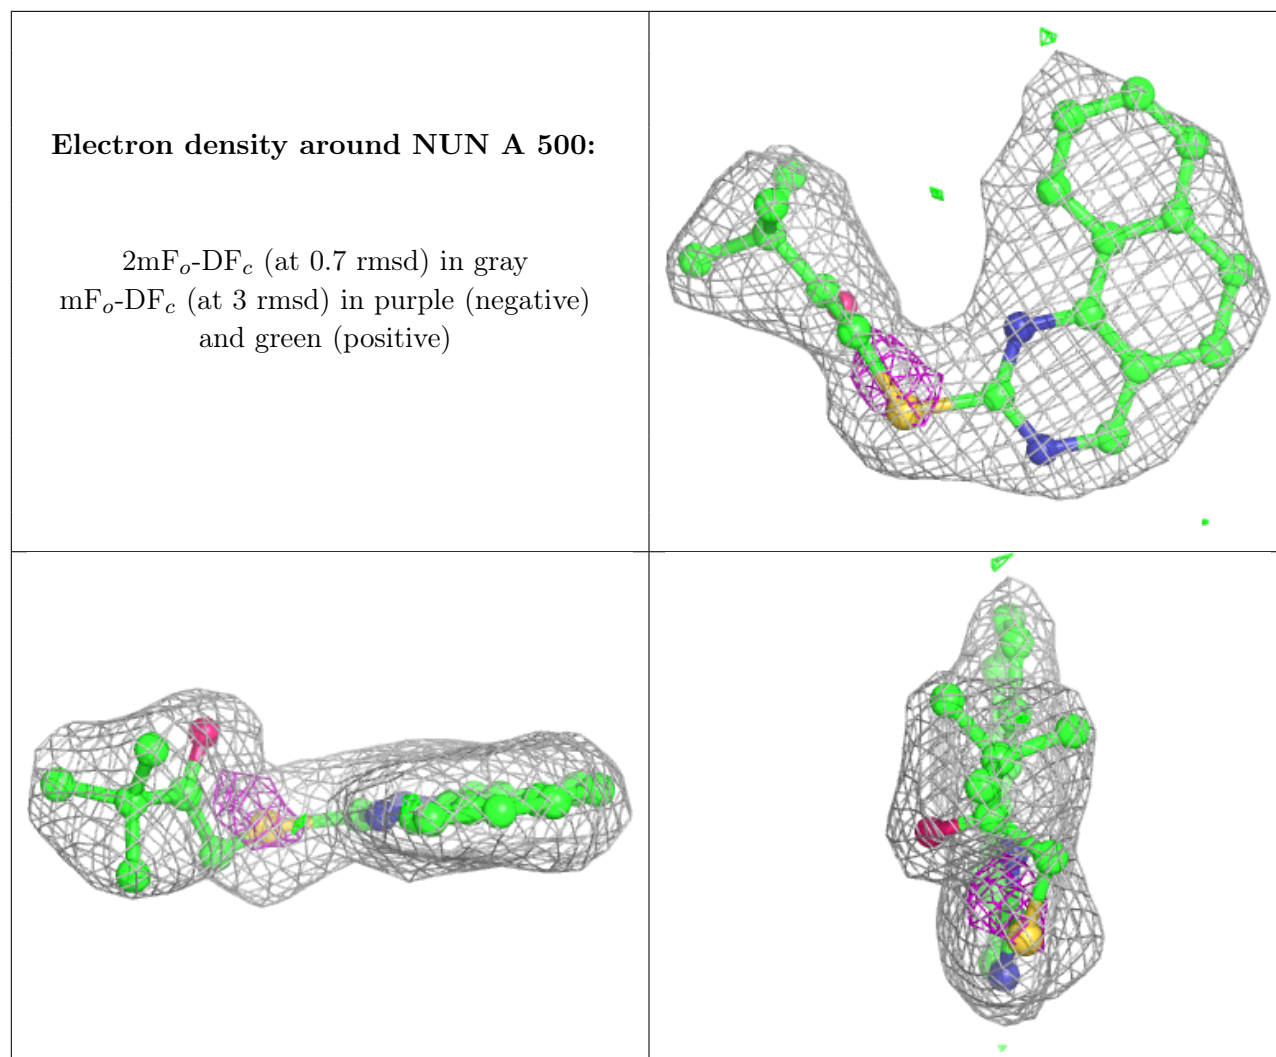 Electron density around NUN A 500:
2mFo-DFc (at 0.7 rmsd) in gray
mFo-DFc (at 3 rmsd) in purple (negative)
and green (positive)